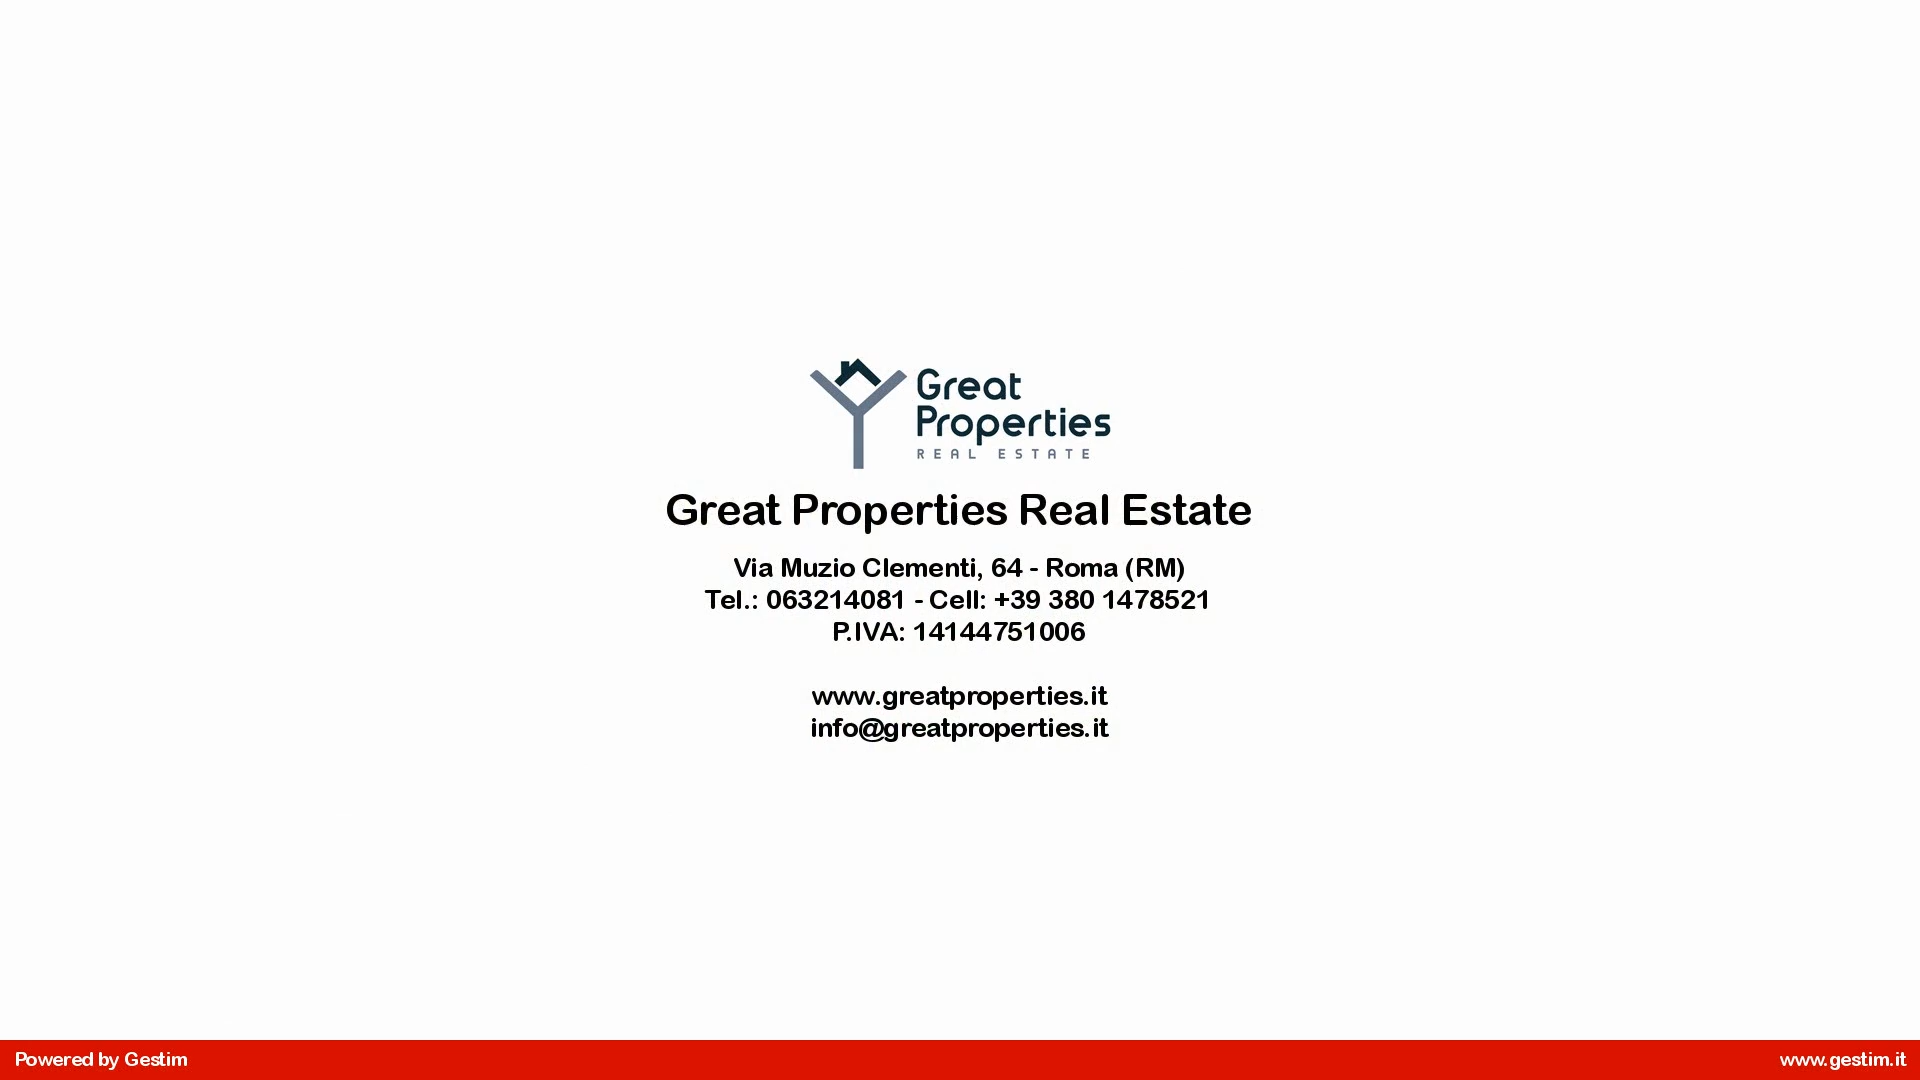 Great
Properties
REAL ESTATE
Great Properties Real Estate
Via Muzio Clementi, 64 - Roma (RM)
Tel.: 063214081 - Cell: +39 380 1478521
P.IVA: 14144751006
www.greatproperties.it
info@greatproperties.it
Powered by Gestim
www.gestim.it